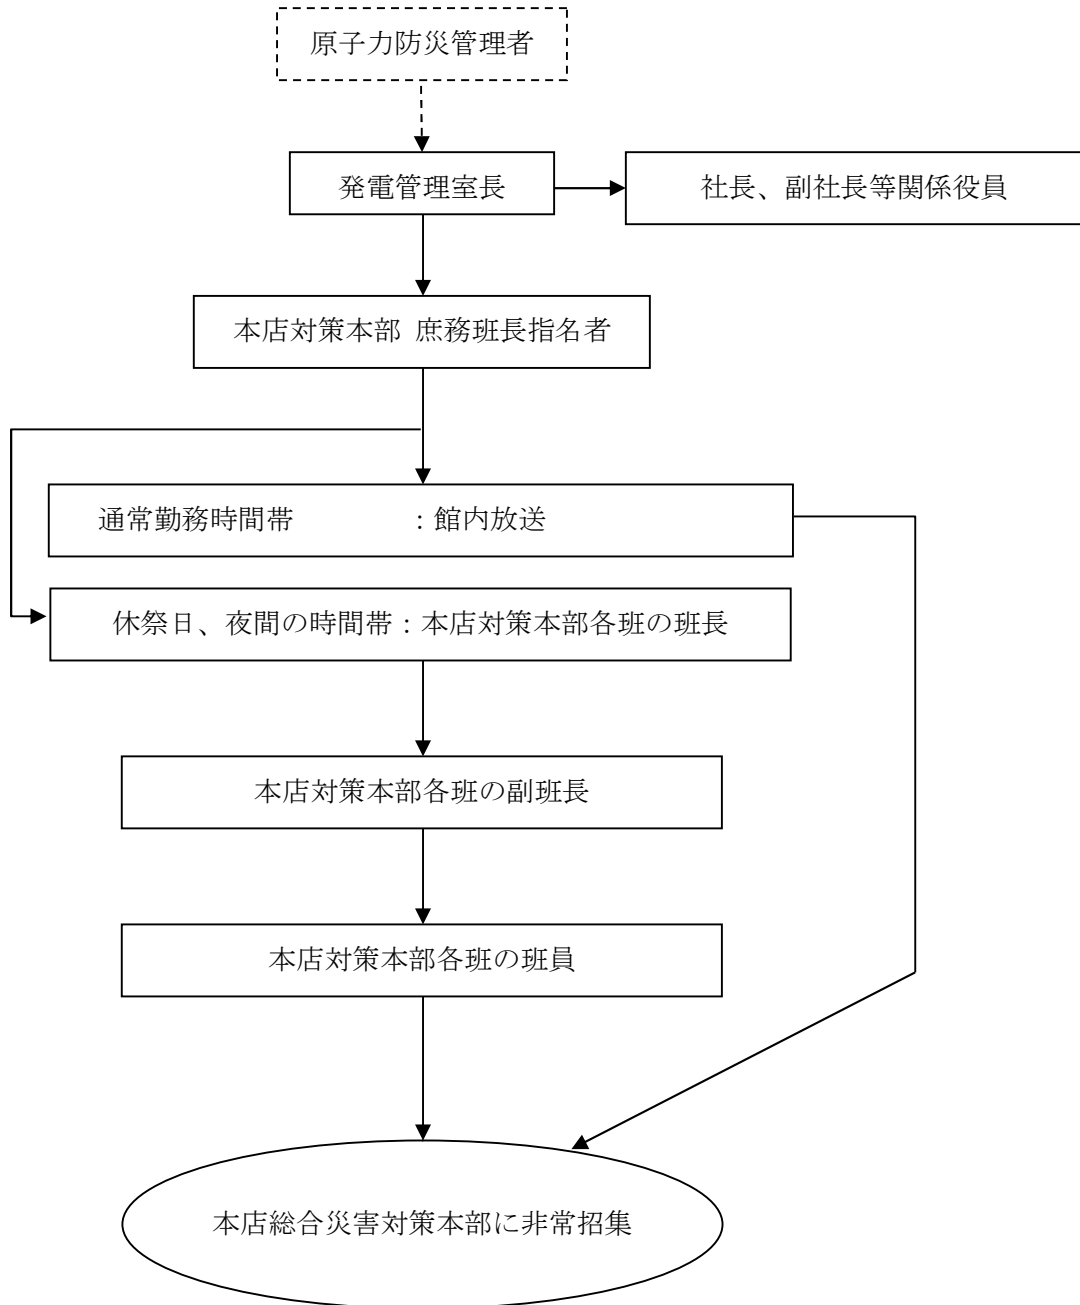 原子力防災管理者
発電管理室長
社長、副社長等関係役員
本店対策本部 庶務班長指名者
通常勤務時間帯　　　　：館内放送
休祭日、夜間の時間帯：本店対策本部各班の班長
本店対策本部各班の副班長
本店対策本部各班の班員
本店総合災害対策本部に非常招集